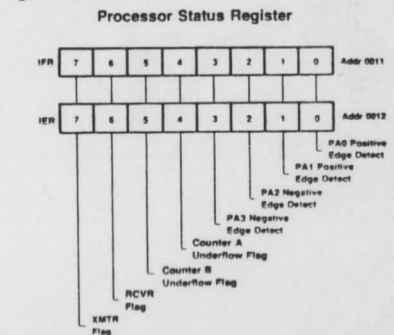 Processor Status Register
IFR 7 6 5 4 3 2 1 0 Addr 0011
IER 7 6 5 4 3 2 1 0 Addr 0012
PA0 Positive
Edge Detect
PA1 Positive
Edge Detect
PA2 Negative
Edge Detect
PA3 Negative
Edge Detect
Counter A
Underflow Flag
Counter B
Underflow Flag
RCVR
Flag
XMTR
Flag